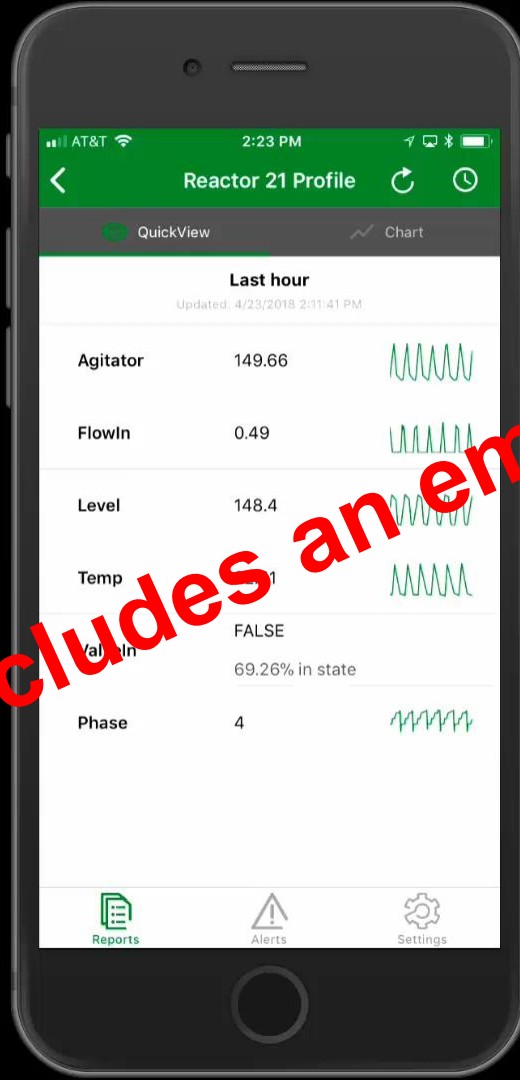 AT&T
2:23 PM
Reactor 21 Profile
QuickView
Chart
Last hour
Updated: 4/23/2018 2:11:41 PM
Agitator
149.66
FlowIn
0.49
Level
148.4
Temp
FALSE
69.26% in state
Phase
4
Reports
Alerts
Settings
an